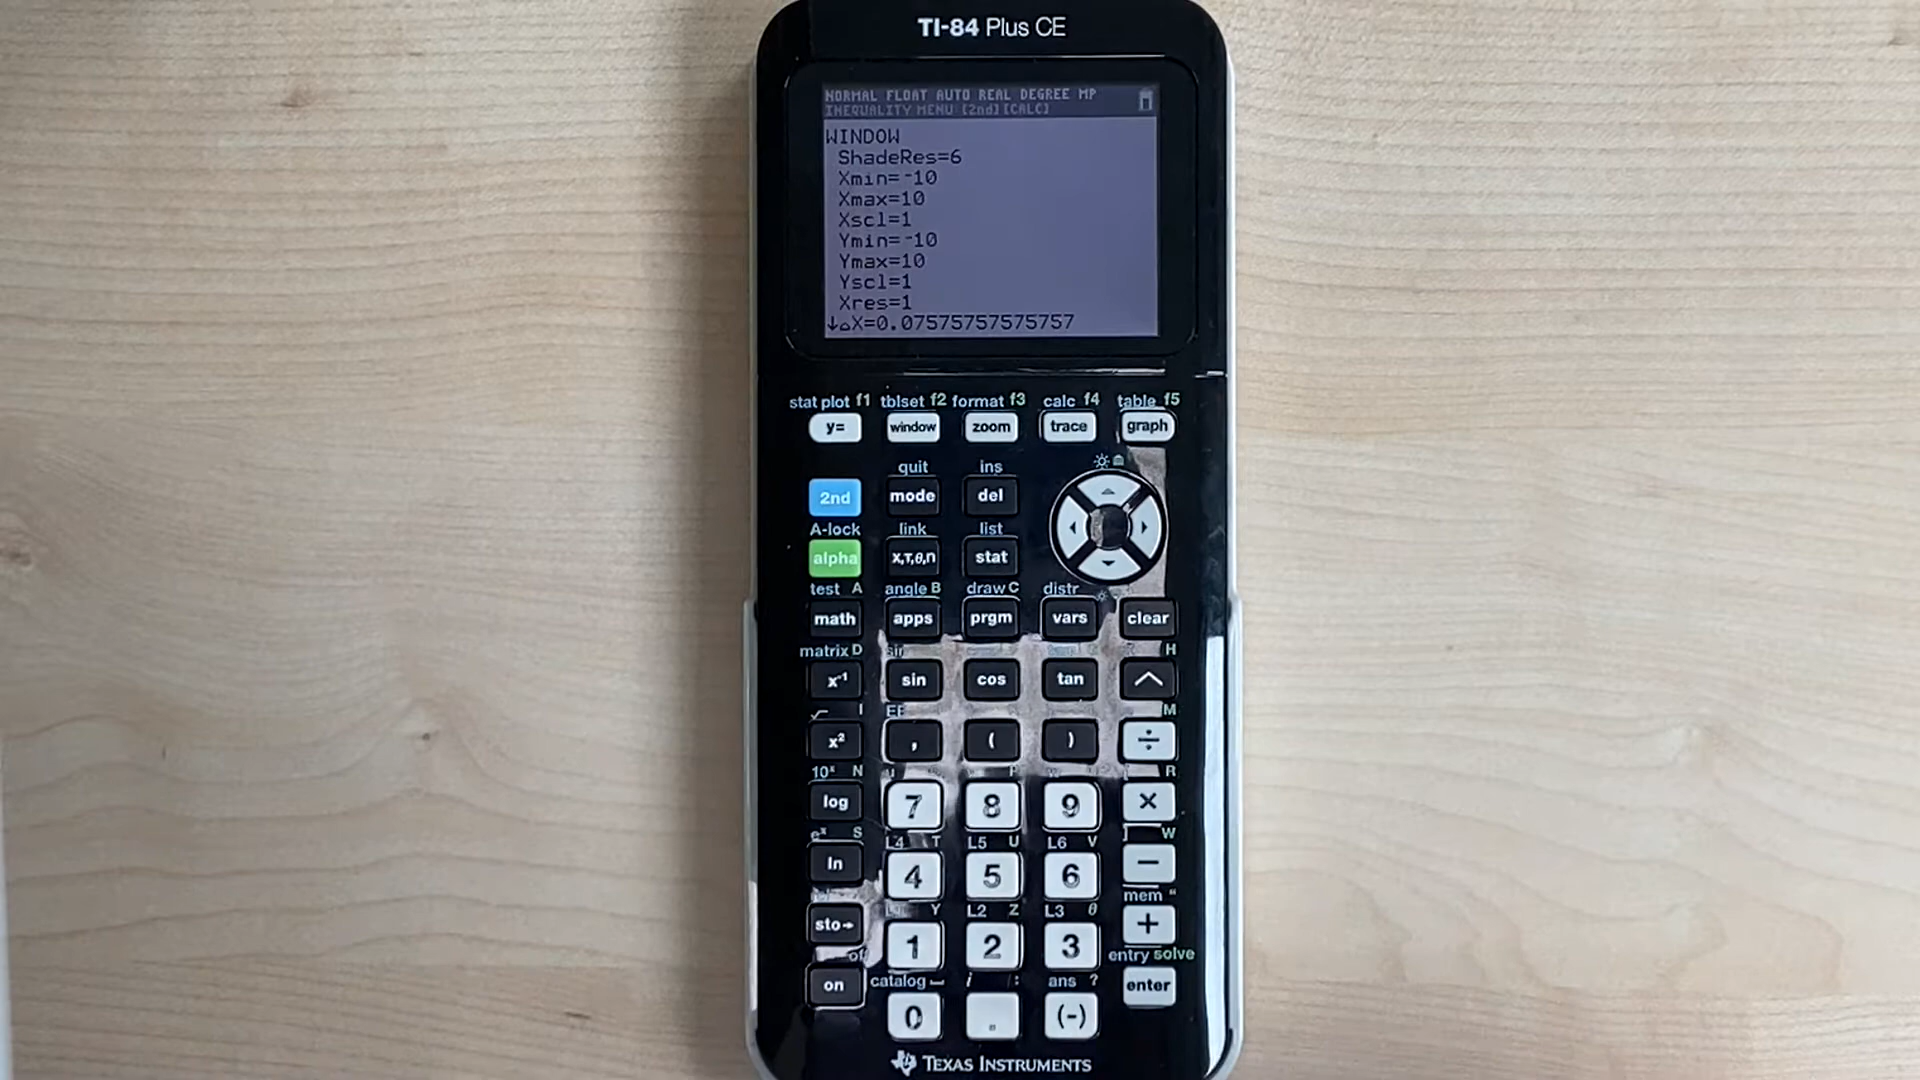 TI-84 Plus CE
NORMAL FLOAT AUTO REAL DEGREE MP
INEQUALITY MENU [2nd][CALC]
WINDOW
ShadeRes=6
Xmin=-10
Xmax=10
Xscl=1
Ymin=-10
Ymax=10
Yscl=1
Xres=1
↓△X=0.07575757575757
stat plot f1 tblset f2 format f3 calc f4 table f5
y= window zoom trace graph
quit ins
2nd mode del
A-lock link list
alpha X,T,θ,n stat
test A angle B draw C distr
math apps prgm vars clear
matrix D H
x⁻¹ sin cos tan ^
√ I EE M
x² , ( ) ÷
10ˣ N P R
log 7 8 9 ×
eˣ S L4 T L5 U L6 V ] W
ln 4 5 6 −
Y L2 Z L3 θ mem "
sto→ 1 2 3 +
catalog i : ans ? entry solve
on 0 . (-) enter
TEXAS INSTRUMENTS